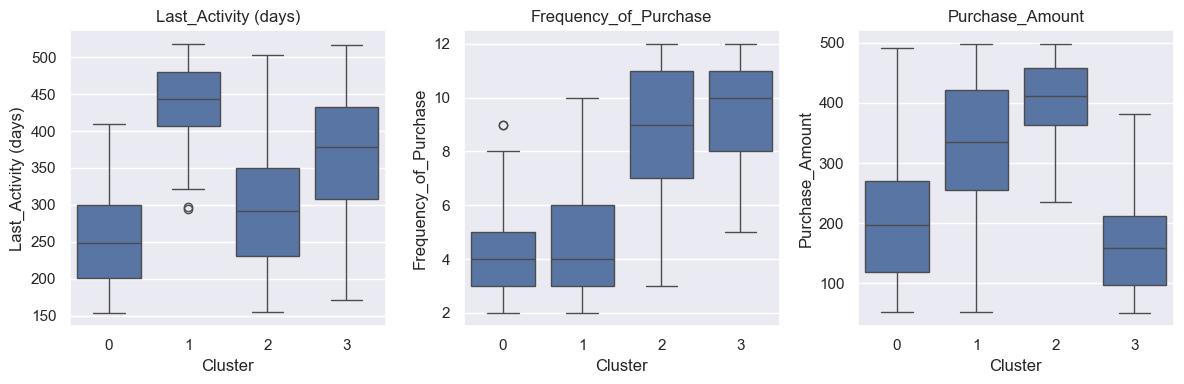 Last_Activity (days)
Last_Activity (days)
500
450
400
350
300
250
200
150
0 1 2 3
Cluster
Frequency_of_Purchase
Frequency_of_Purchase
12
10
8
6
4
2
0 1 2 3
Cluster
Purchase_Amount
Purchase_Amount
500
400
300
200
100
0 1 2 3
Cluster